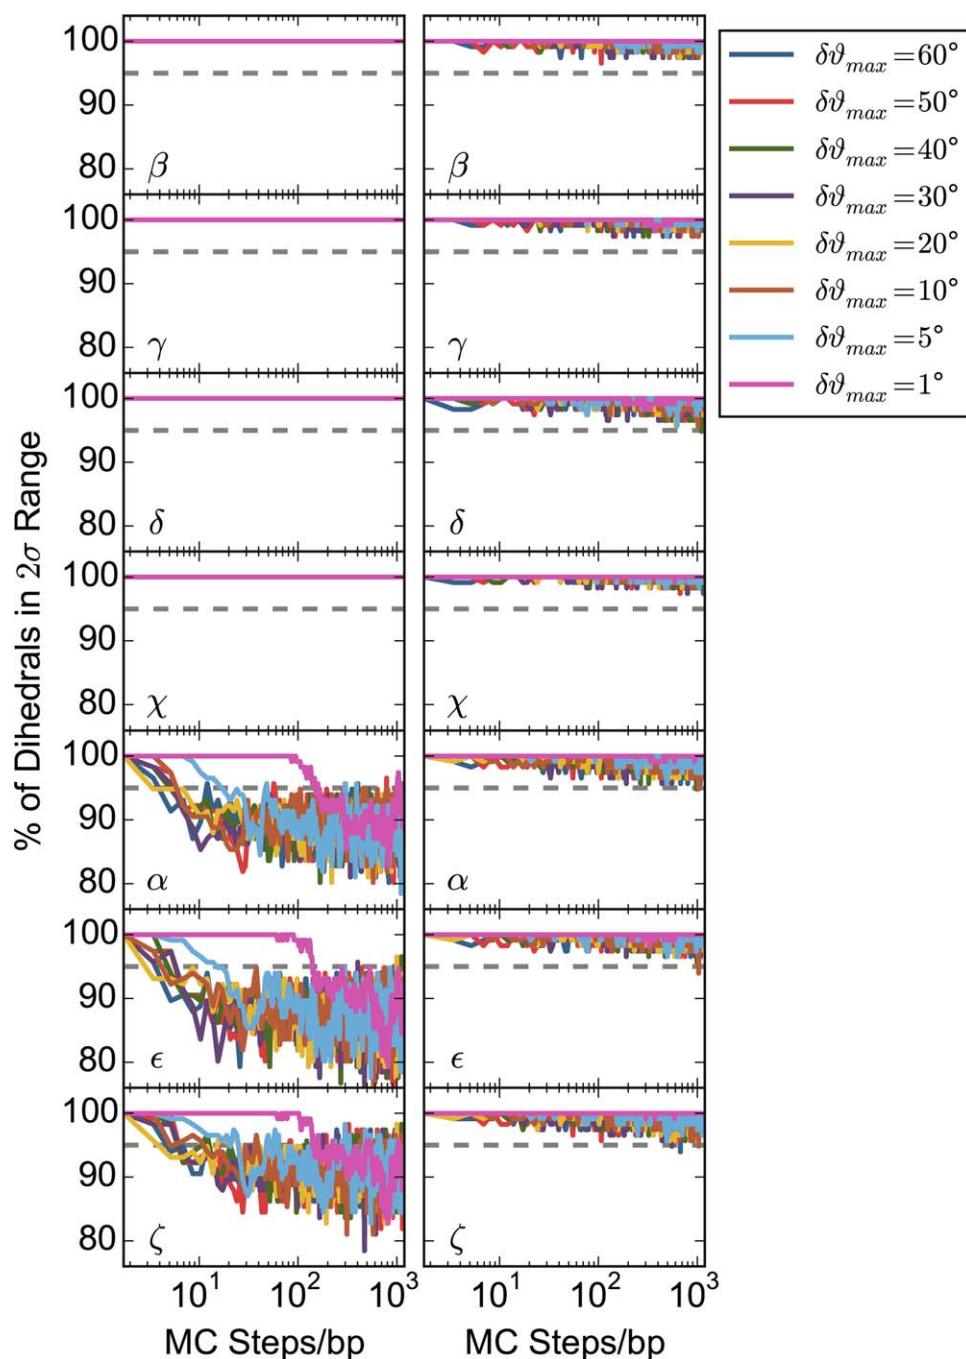 % of Dihedrals in 2σ Range
100
90
80
β
β
100
90
80
γ
γ
100
90
80
δ
δ
100
90
80
χ
χ
100
90
80
α
α
100
90
80
ϵ
ϵ
100
90
80
ζ
ζ
10¹ 10² 10³
10¹ 10² 10³
MC Steps/bp
MC Steps/bp
δϑmax=60°
δϑmax=50°
δϑmax=40°
δϑmax=30°
δϑmax=20°
δϑmax=10°
δϑmax=5°
δϑmax=1°